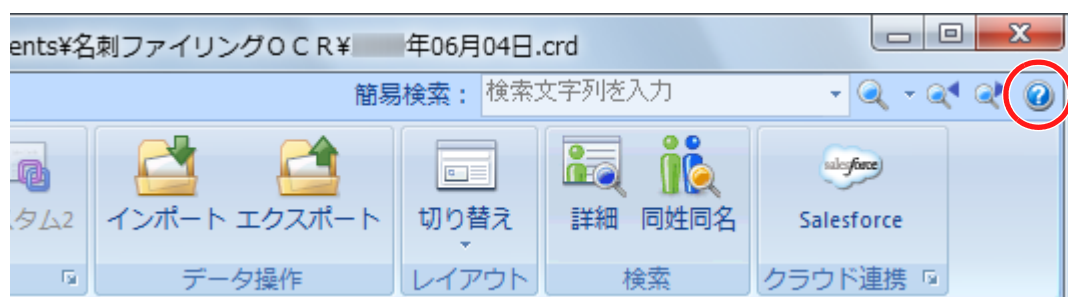 ents¥名刺ファイリングＯＣＲ¥ 年06月04日.crd
簡易検索： 検索文字列を入力
タム2 インポート エクスポート 切り替え 詳細 同姓同名 salesforce Salesforce
データ操作 レイアウト 検索 クラウド連携